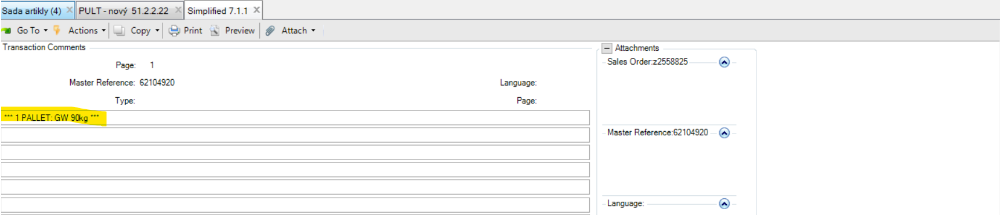 Sada artikly (4) PULT - nový 51.2.2.22 Simplified 7.1.1
Go To Actions Copy Print Preview Attach
Transaction Comments
Page: 1
Master Reference: 62104920 Language:
Type: Page:
*** 1 PALLET: GW 90kg ***
Attachments
Sales Order:z2558825
Master Reference:62104920
Language: